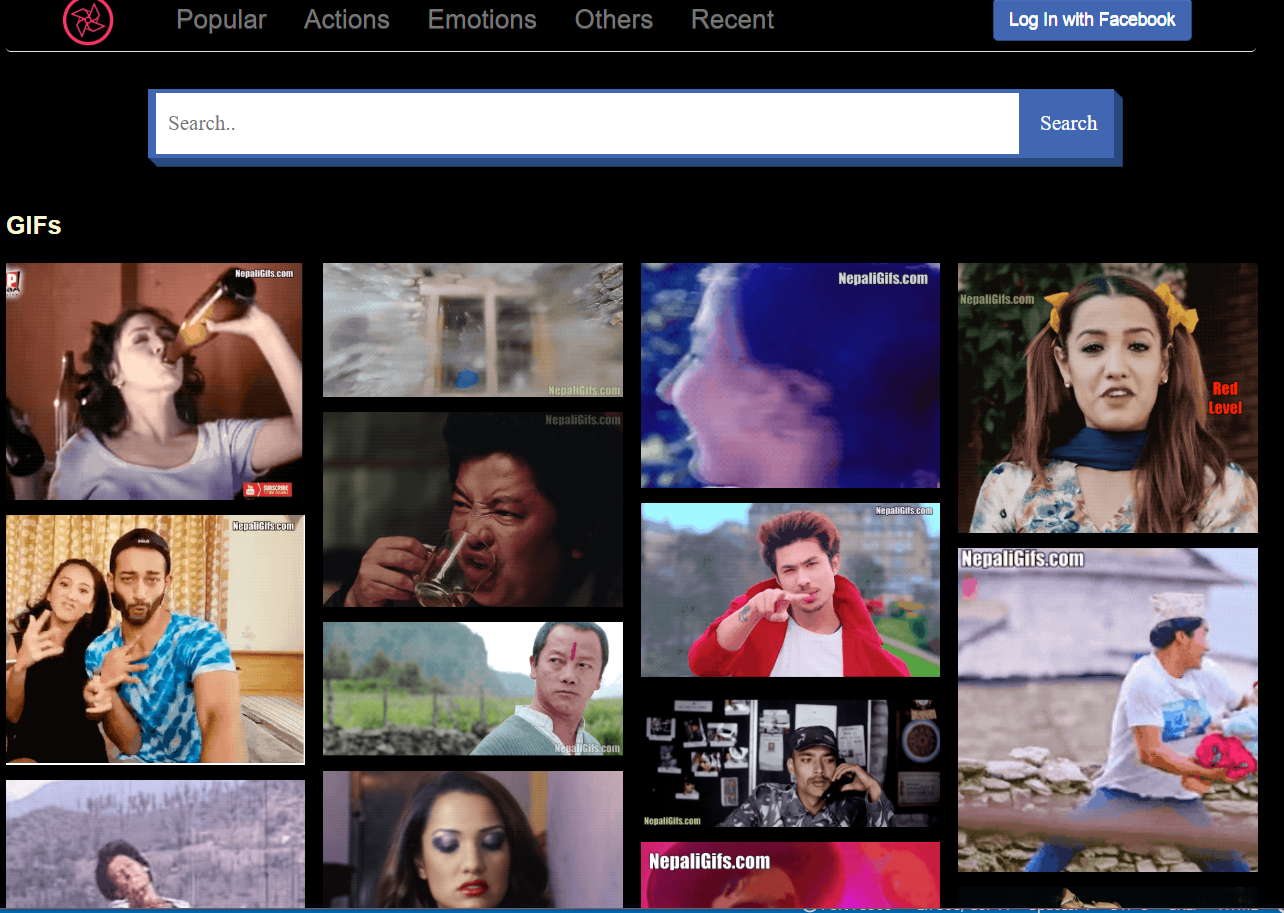 Popular
Actions
Emotions
Others
Recent
Log In with Facebook
Search..
Search
GIFs
NepaliGifs.com
SUBSCRIBE
NepaliGifs.com
NepaliGifs.com
NepaliGifs.com
Red
Level
NepaliGifs.com
NepaliGifs.com
NepaliGifs.com
NepaliGifs.com
NepaliGifs.com
NepaliGifs.com
NepaliGifs.com
NepaliGifs.com